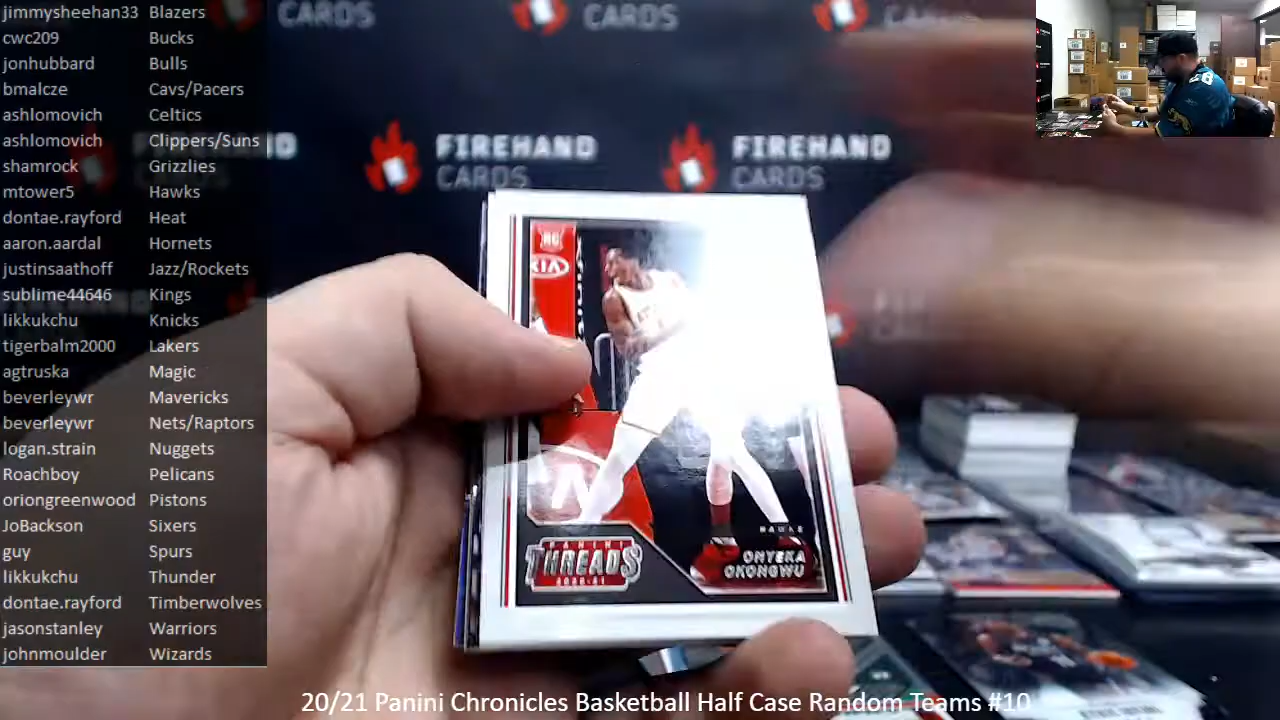 jimmysheehan33 Blazers
cwc209 Bucks
jonhubbard Bulls
bmalcze Cavs/Pacers
ashlomovich Celtics
ashlomovich Clippers/Suns
shamrock Grizzlies
mtower5 Hawks
dontae.rayford Heat
aaron.aardal Hornets
justinsaathoff Jazz/Rockets
sublime44646 Kings
likkukchu Knicks
tigerbalm2000 Lakers
agtruska Magic
beverleywr Mavericks
beverleywr Nets/Raptors
logan.strain Nuggets
Roachboy Pelicans
oriongreenwood Pistons
JoBackson Sixers
guy Spurs
likkukchu Thunder
dontae.rayford Timberwolves
jasonstanley Warriors
johnmoulder Wizards
CARDS
CARDS
CARDS
FIREHAND
CARDS
FIREHAND
CARDS
RC
KIA
HAWKS
ONYEKA
OKONGWU
PANINI
THREADS
2020-21
20/21 Panini Chronicles Basketball Half Case Random Teams #10